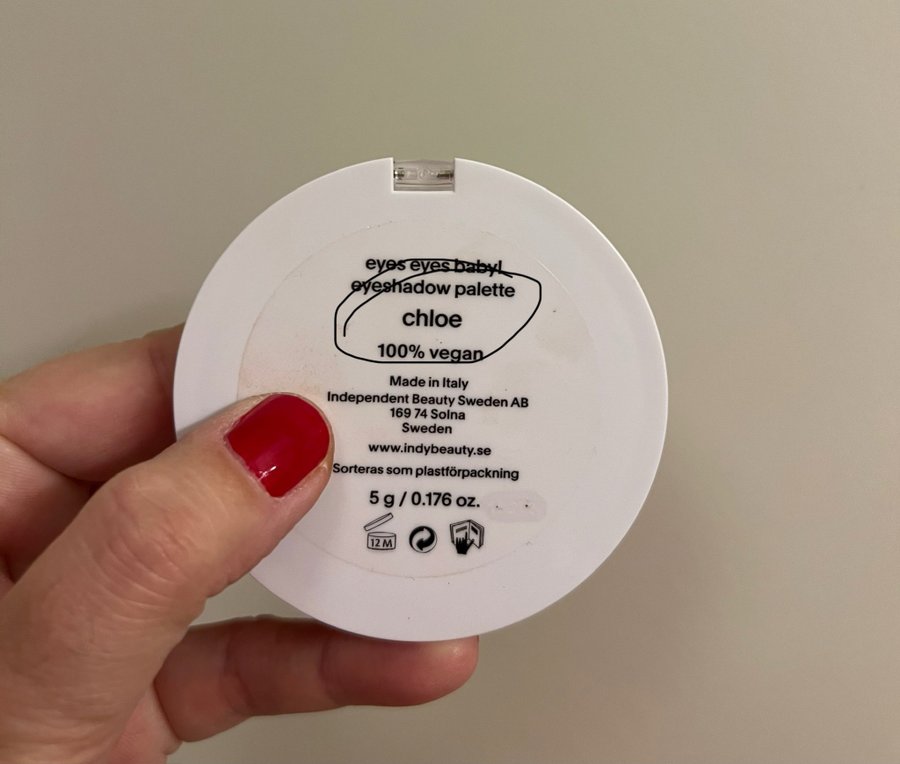 eyes eyes baby!
eyeshadow palette
chloe
100% vegan
Made in Italy
Independent Beauty Sweden AB
169 74 Solna
Sweden
www.indybeauty.se
Sorteras som plastförpackning
5 g / 0.176 oz.
12 M